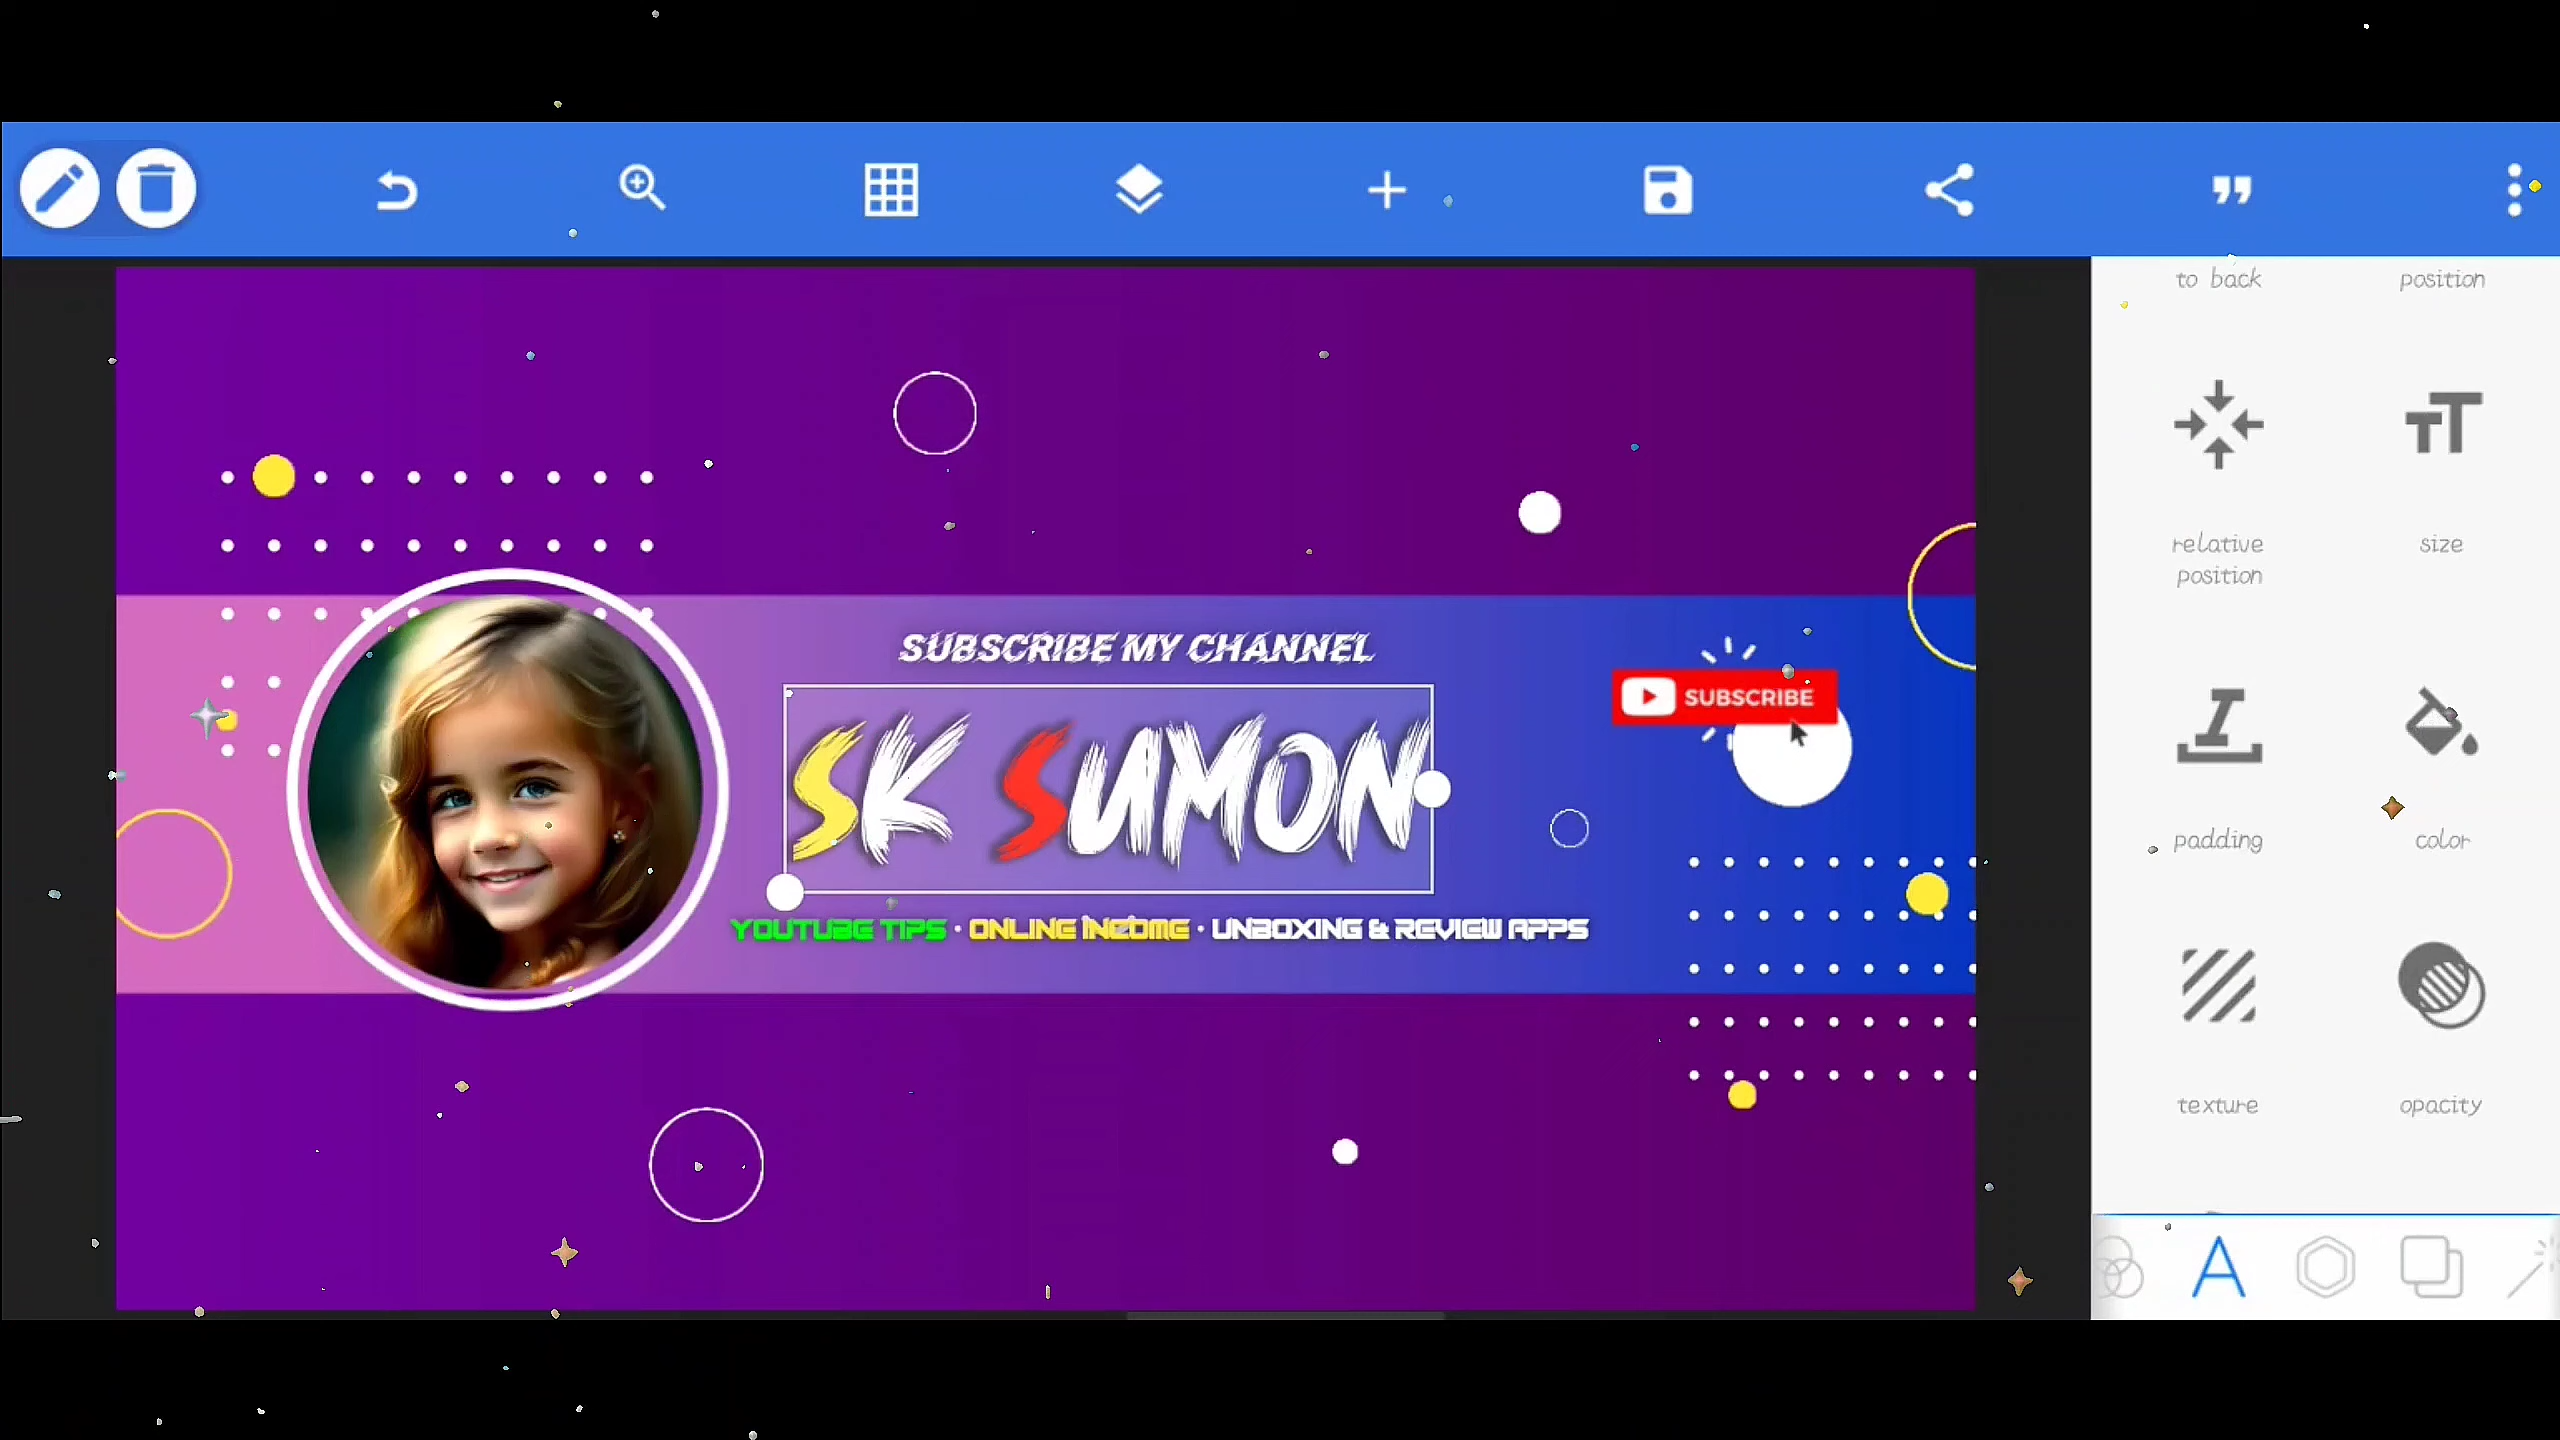 to back
position
relative position
size
SUBSCRIBE MY CHANNEL
SUBSCRIBE
SK SUMON
padding
color
YOUTUBE TIPS • ONLINE INCOME • UNBOXING & REVIEW APPS
texture
opacity